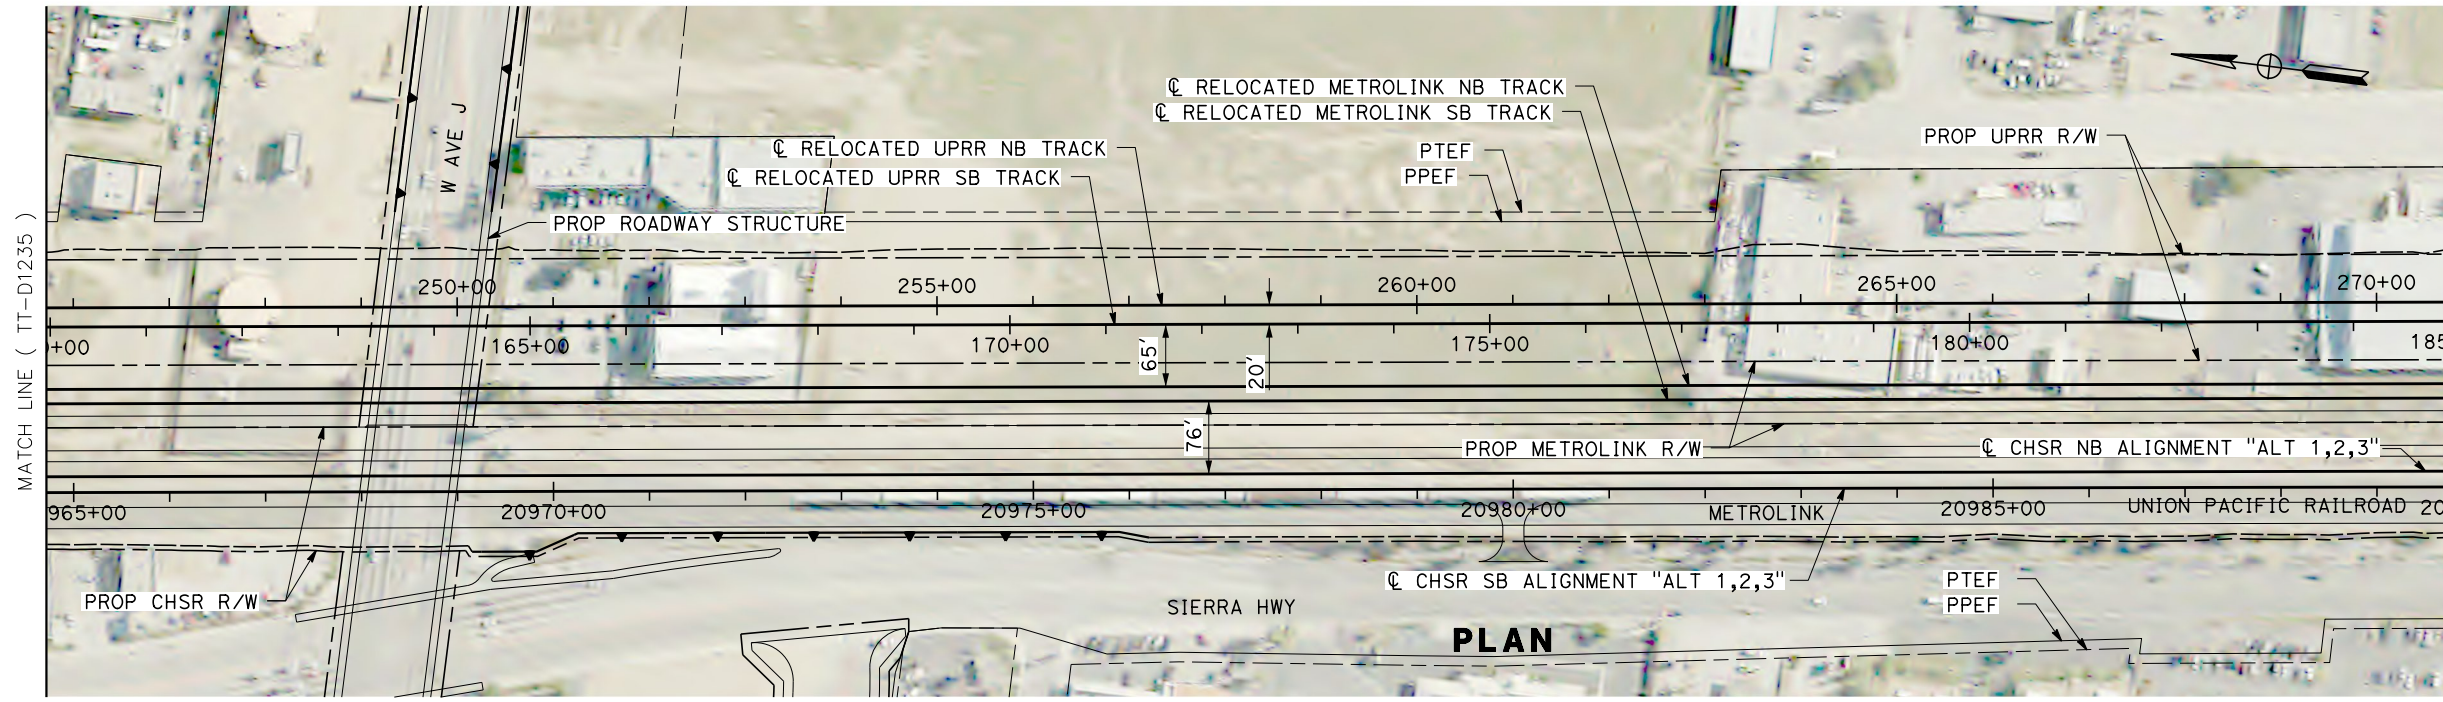 MATCH LINE ( TT-D1235 )
W AVE J
℄ RELOCATED METROLINK NB TRACK
℄ RELOCATED METROLINK SB TRACK
℄ RELOCATED UPRR NB TRACK
℄ RELOCATED UPRR SB TRACK
PTEF
PPEF
PROP UPRR R/W
PROP ROADWAY STRUCTURE
250+00
255+00
260+00
265+00
270+00
+00
165+00
170+00
175+00
180+00
185
65'
20'
76'
PROP METROLINK R/W
℄ CHSR NB ALIGNMENT "ALT 1,2,3"
965+00
20970+00
20975+00
20980+00
METROLINK
20985+00
UNION PACIFIC RAILROAD
20
℄ CHSR SB ALIGNMENT "ALT 1,2,3"
PROP CHSR R/W
SIERRA HWY
PTEF
PPEF
PLAN